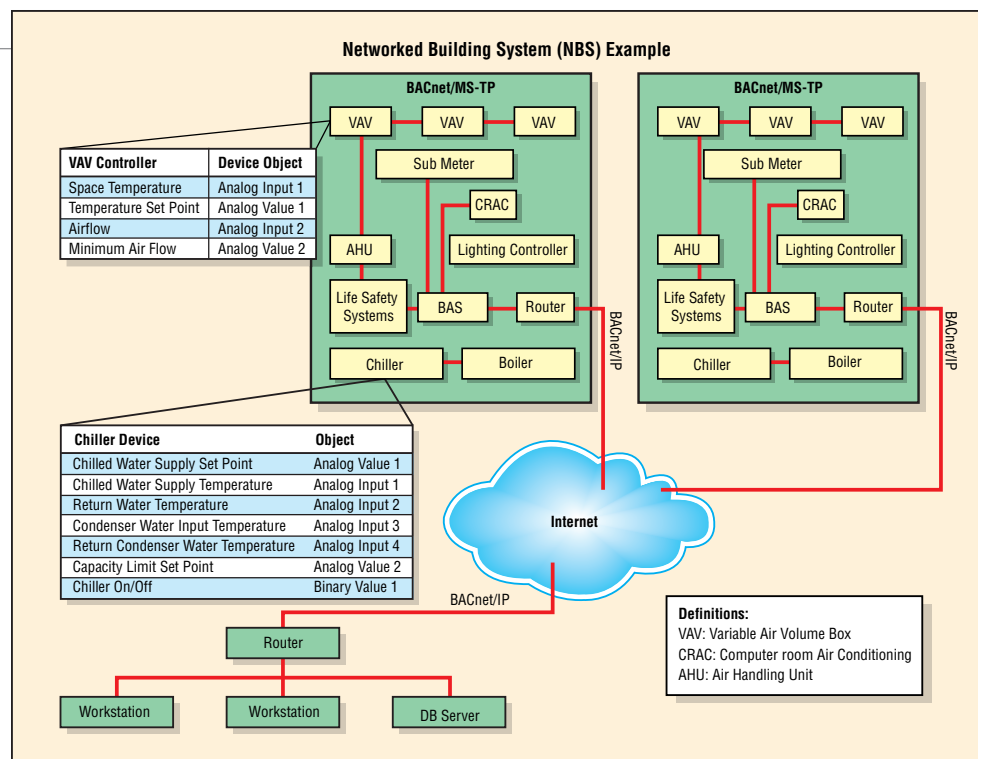 Networked Building System (NBS) Example
BACnet/MS-TP
VAV
VAV
VAV
Sub Meter
CRAC
AHU
Lighting Controller
Life Safety
Systems
BAS
Router
Chiller
Boiler
BACnet/IP
BACnet/MS-TP
VAV
VAV
VAV
Sub Meter
CRAC
AHU
Lighting Controller
Life Safety
Systems
BAS
Router
Chiller
Boiler
BACnet/IP
VAV Controller Device Object
Space Temperature Analog Input 1
Temperature Set Point Analog Value 1
Airflow Analog Input 2
Minimum Air Flow Analog Value 2
Chiller Device Object
Chilled Water Supply Set Point Analog Value 1
Chilled Water Supply Temperature Analog Input 1
Return Water Temperature Analog Input 2
Condenser Water Input Temperature Analog Input 3
Return Condenser Water Temperature Analog Input 4
Capacity Limit Set Point Analog Value 2
Chiller On/Off Binary Value 1
Internet
BACnet/IP
Router
Workstation
Workstation
DB Server
Definitions:
VAV: Variable Air Volume Box
CRAC: Computer room Air Conditioning
AHU: Air Handling Unit